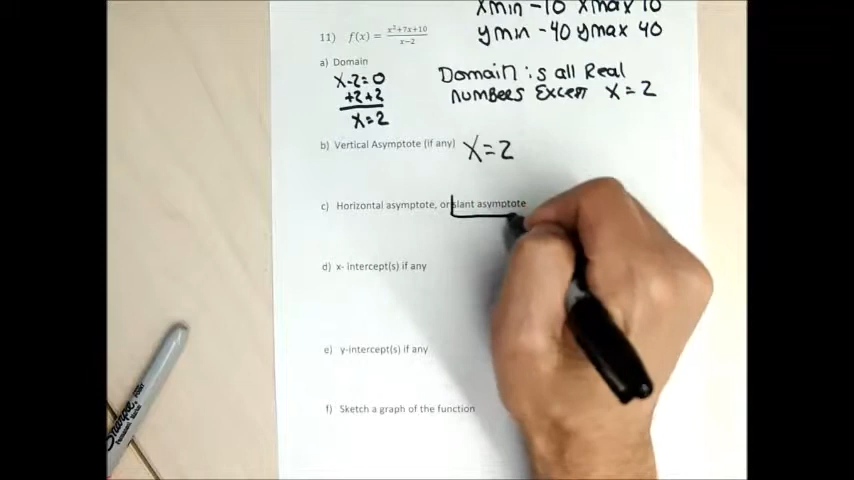 xmin -10 xmax 10
ymin -40 ymax 40
11) f(x) = x²+7x+10 / x-2
a) Domain
x-2=0
+2 +2
x=2
Domain is all Real
numbers Except x=2
b) Vertical Asymptote (if any) x=2
c) Horizontal asymptote, or slant asymptote
d) x- intercept(s) if any
e) y-intercept(s) if any
f) Sketch a graph of the function
Sharpie